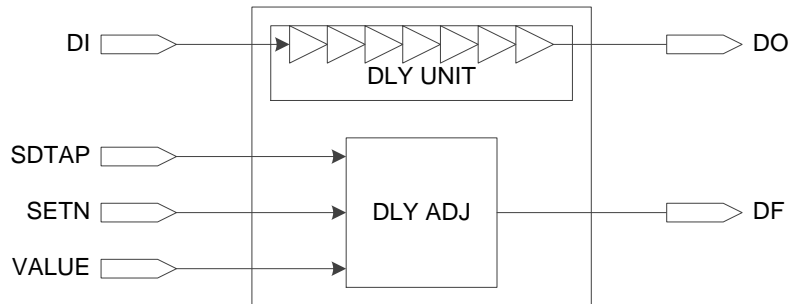 DI
DO
DLY UNIT
SDTAP
SETN
DLY ADJ
DF
VALUE